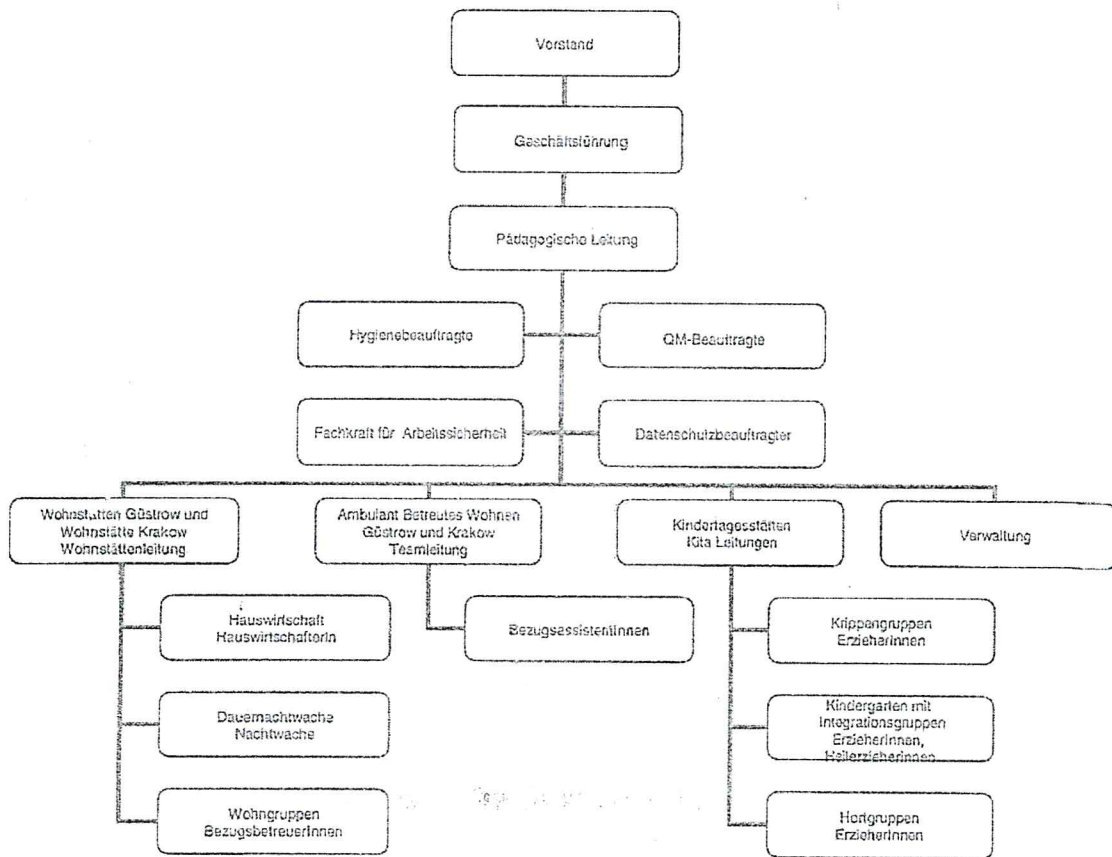 Vorstand
Geschäftsführung
Pädagogische Leitung
Hygienebeauftragte
QM-Beauftragte
Fachkraft für Arbeitssicherheit
Datenschutzbeauftragter
Wohnstätten Güstrow und
Wohnstätte Krakow
Wohnstättenleitung
Ambulant Betreutes Wohnen
Güstrow und Krakow
Teamleitung
Kindertagesstätten
Kita Leitungen
Verwaltung
Hauswirtschaft
HauswirtschafterIn
BezugsassistentInnen
Krippengruppen
ErzieherInnen
Dauernachtwache
Nachtwache
Kindergarten mit
Integrationsgruppen
ErzieherInnen,
HeilerzieherInnen
Wohngruppen
BezugsbetreuerInnen
Hortgruppen
ErzieherInnen